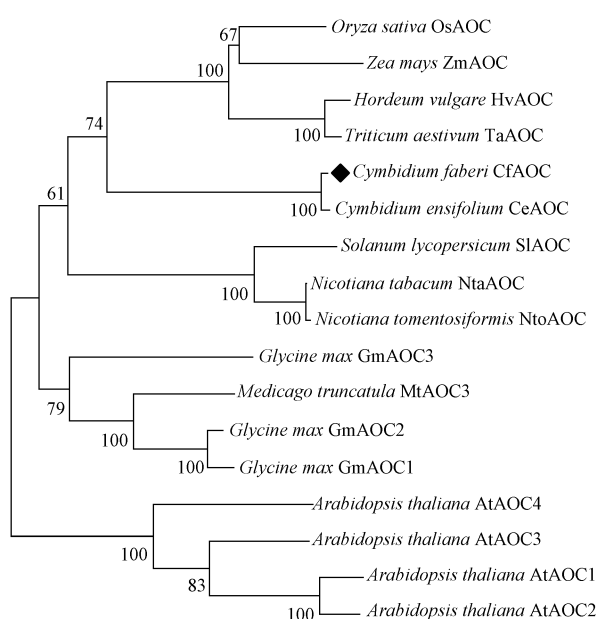 67
Oryza sativa OsAOC
Zea mays ZmAOC
100
Hordeum vulgare HvAOC
100
Triticum aestivum TaAOC
74
Cymbidium faberi CfAOC
100
Cymbidium ensifolium CeAOC
61
Solanum lycopersicum SlAOC
100
Nicotiana tabacum NtaAOC
100
Nicotiana tomentosiformis NtoAOC
Glycine max GmAOC3
79
Medicago truncatula MtAOC3
100
Glycine max GmAOC2
100
Glycine max GmAOC1
Arabidopsis thaliana AtAOC4
100
Arabidopsis thaliana AtAOC3
83
Arabidopsis thaliana AtAOC1
100
Arabidopsis thaliana AtAOC2